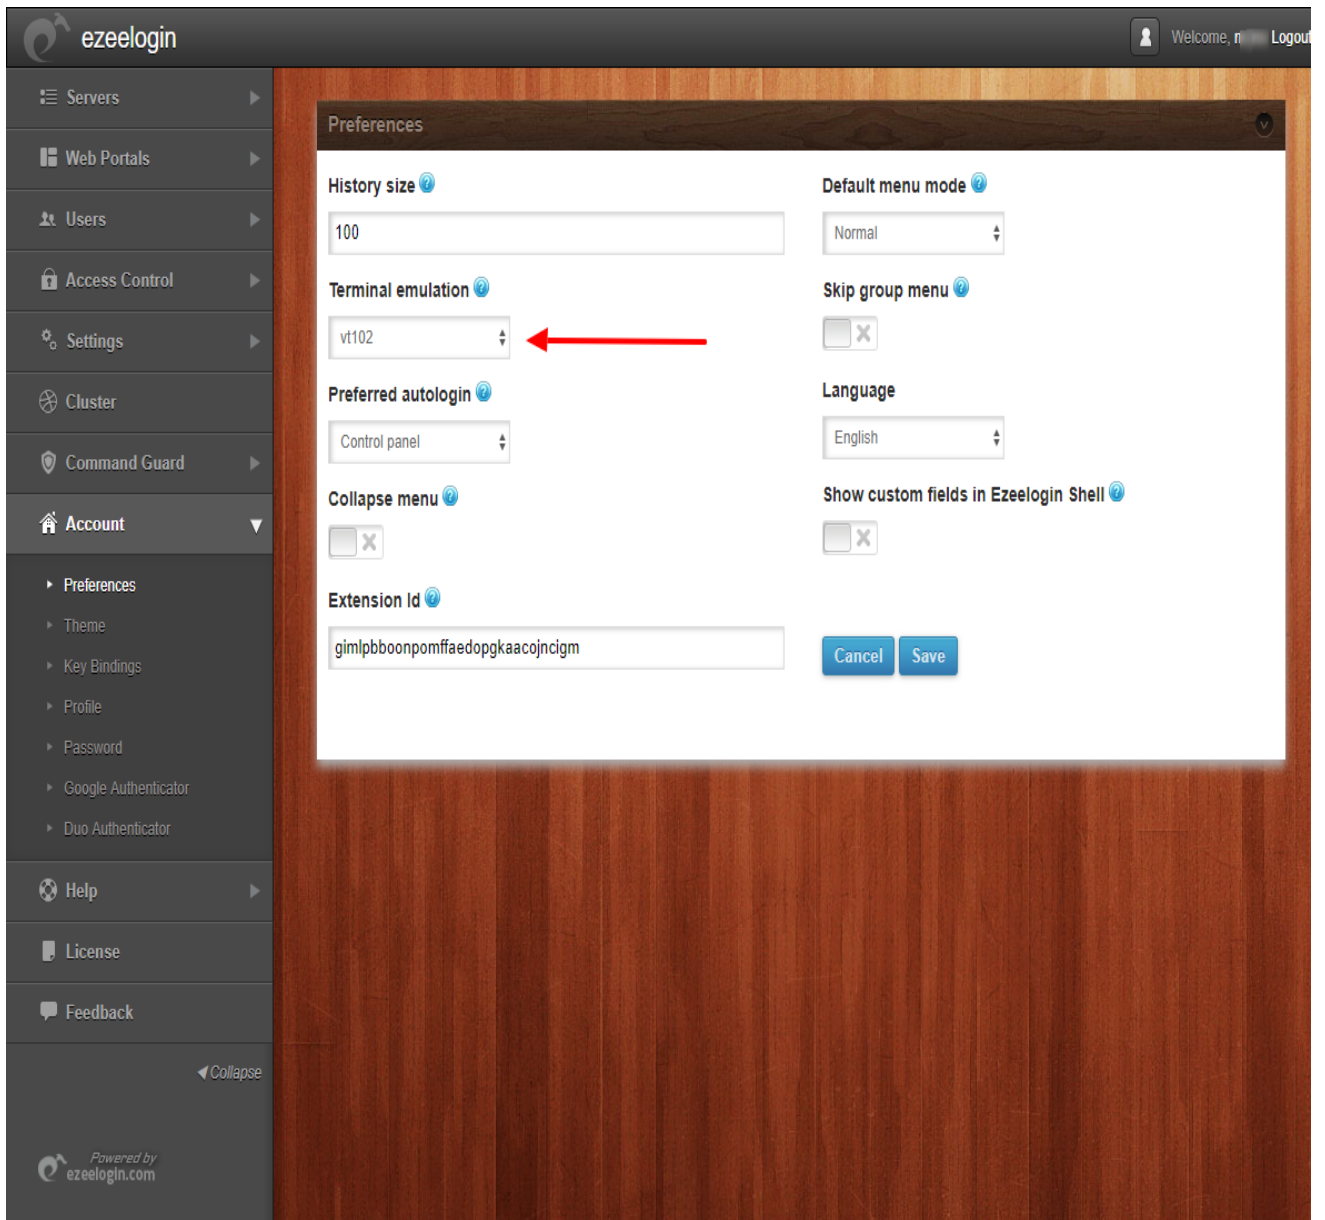 ezeelogin
Welcome, Logout
Servers
Web Portals
Users
Access Control
Settings
Cluster
Command Guard
Account
Preferences
Theme
Key Bindings
Profile
Password
Google Authenticator
Duo Authenticator
Help
License
Feedback
Collapse
Powered by
ezeelogin.com
Preferences
History size
100
Terminal emulation
vt102
Preferred autologin
Control panel
Collapse menu
Extension Id
gimlpbboonpomffaedopgkaacojncigm
Default menu mode
Normal
Skip group menu
Language
English
Show custom fields in Ezeelogin Shell
Cancel Save